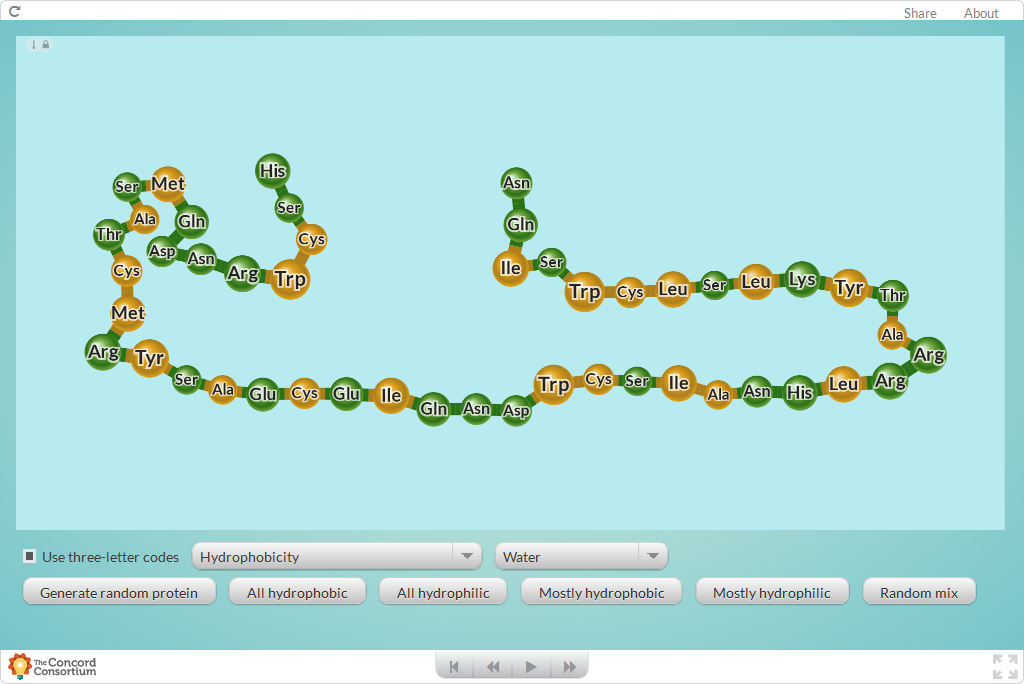 Share About
His
Ser
Cys
Trp
Arg
Asn
Asp
Gln
Met
Ser
Ala
Thr
Cys
Met
Arg
Tyr
Ser
Ala
Glu
Cys
Glu
Ile
Gln
Asn
Asp
Trp
Cys
Ser
Ile
Ala
Asn
His
Leu
Arg
Arg
Ala
Thr
Tyr
Lys
Leu
Ser
Leu
Cys
Trp
Ser
Ile
Gln
Asn
Use three-letter codes Hydrophobicity Water
Generate random protein All hydrophobic All hydrophilic Mostly hydrophobic Mostly hydrophilic Random mix
The Concord
Consortium